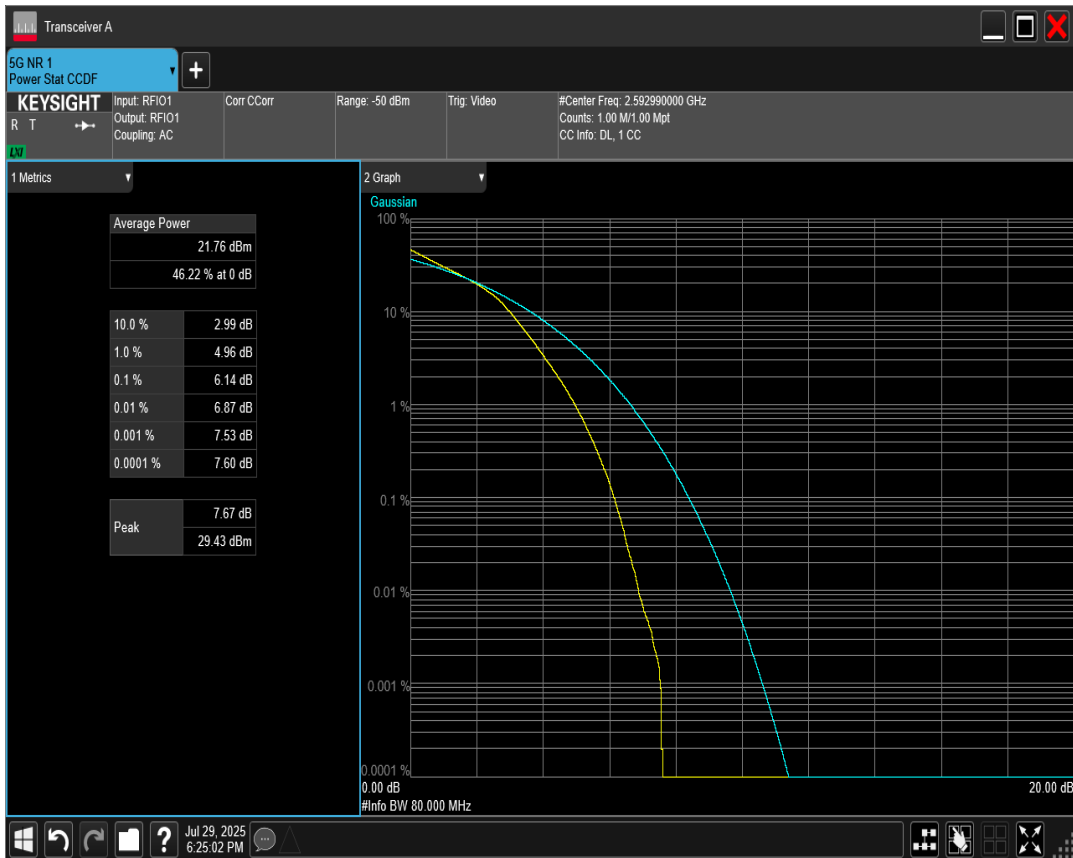 Transceiver A
5G NR 1
Power Stat CCDF
+
KEYSIGHT
R T
LXI
Input: RFIO1
Output: RFIO1
Coupling: AC
Corr CCorr
Range: -50 dBm
Trig: Video
#Center Freq: 2.592990000 GHz
Counts: 1.00 M/1.00 Mpt
CC Info: DL, 1 CC
1 Metrics
Average Power
21.76 dBm
46.22 % at 0 dB
10.0 % 2.99 dB
1.0 % 4.96 dB
0.1 % 6.14 dB
0.01 % 6.87 dB
0.001 % 7.53 dB
0.0001 % 7.60 dB
Peak
7.67 dB
29.43 dBm
2 Graph
Gaussian
100 %
10 %
1 %
0.1 %
0.01 %
0.001 %
0.0001 %
0.00 dB 20.00 dB
#Info BW 80.000 MHz
?
Jul 29, 2025
6:25:02 PM